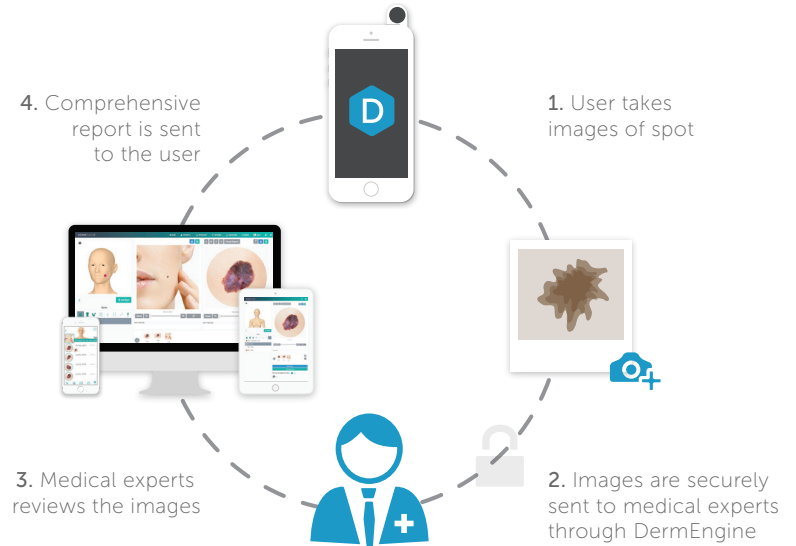 1. User takes
images of spot
2. Images are securely
sent to medical experts
through DermEngine
3. Medical experts
reviews the images
4. Comprehensive
report is sent
to the user
D